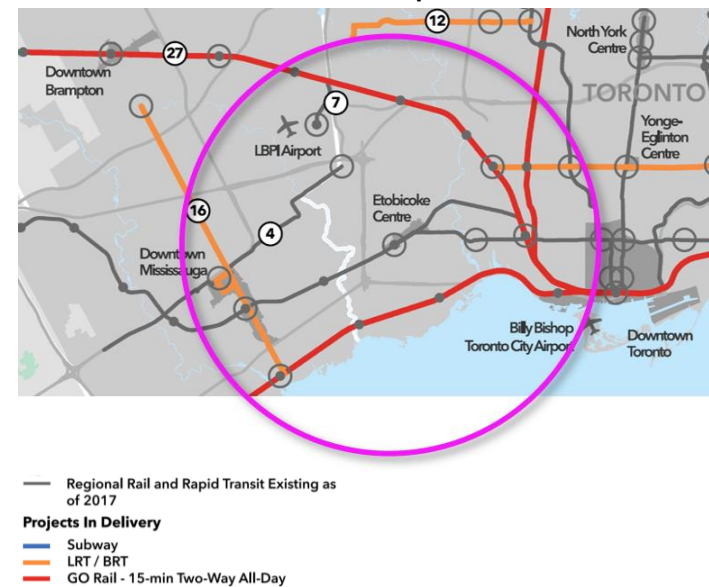 12
North York
Centre
27
Downtown
Brampton
TORONTO
7
LBPI Airport
Yonge-
Eglinton
Centre
Etobicoke
Centre
16
4
Downtown
Mississauga
Billy Bishop
Toronto City Airport
Downtown
Toronto
Regional Rail and Rapid Transit Existing as
of 2017
Projects In Delivery
Subway
LRT / BRT
GO Rail - 15-min Two-Way All-Day